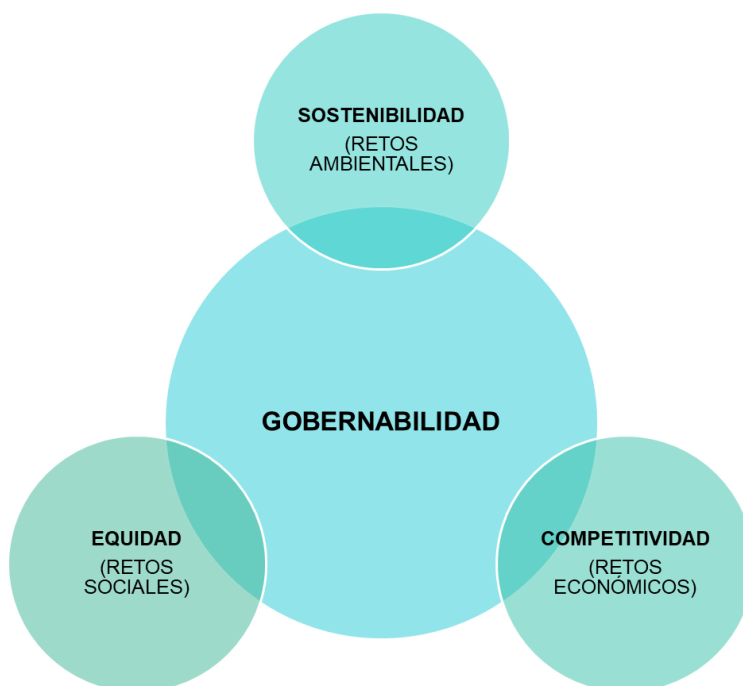 SOSTENIBILIDAD
(RETOS
AMBIENTALES)
GOBERNABILIDAD
EQUIDAD
(RETOS
SOCIALES)
COMPETITIVIDAD
(RETOS
ECONÓMICOS)